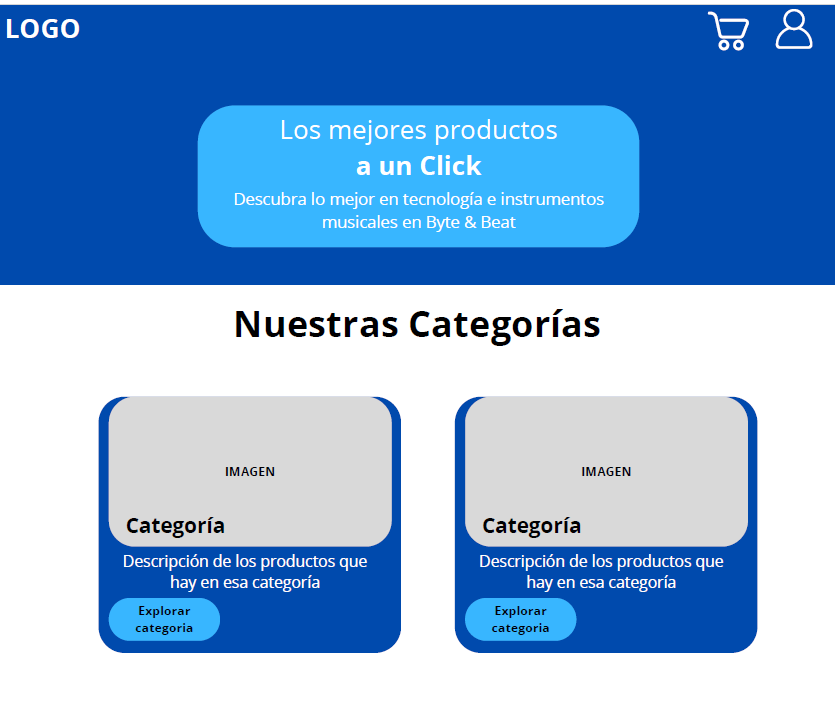 LOGO
Los mejores productos
a un Click
Descubra lo mejor en tecnología e instrumentos
musicales en Byte & Beat
Nuestras Categorías
IMAGEN
Categoría
Descripción de los productos que
hay en esa categoría
Explorar
categoria
IMAGEN
Categoría
Descripción de los productos que
hay en esa categoría
Explorar
categoria